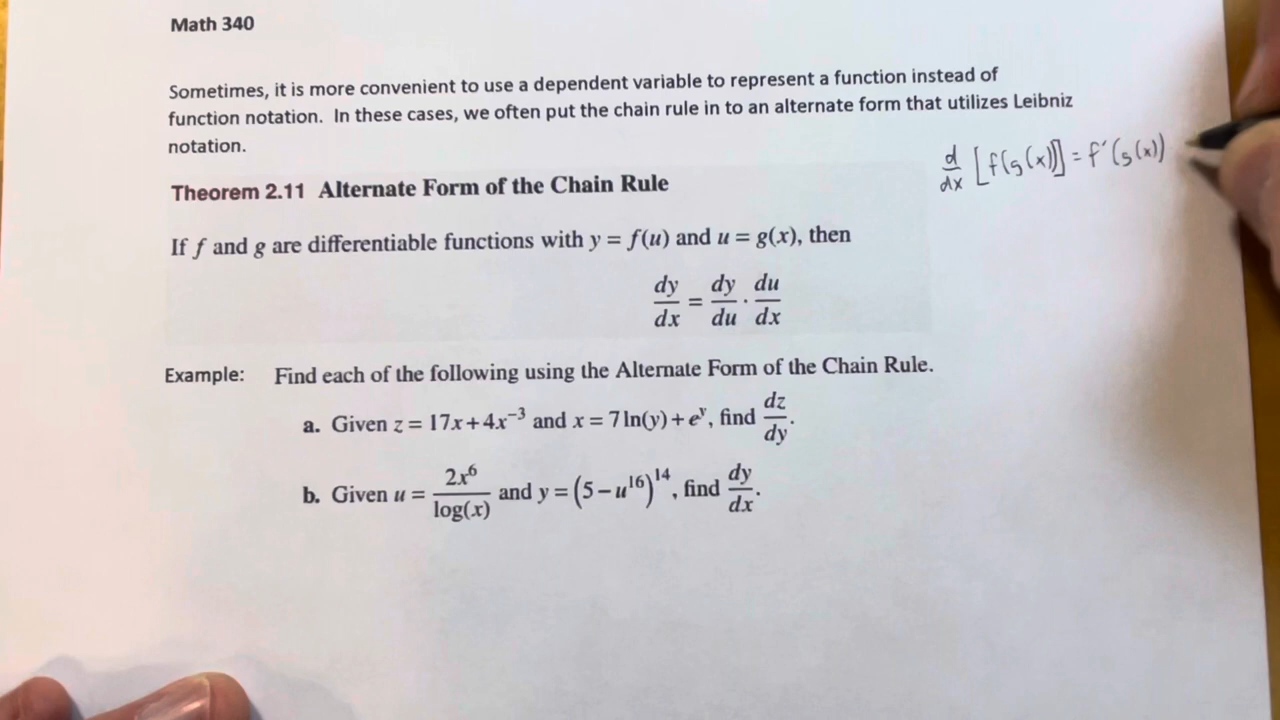 Math 340
Sometimes, it is more convenient to use a dependent variable to represent a function instead of
function notation. In these cases, we often put the chain rule in to an alternate form that utilizes Leibniz
notation.
d/dx [f(g(x))] = f'(g(x))
Theorem 2.11 Alternate Form of the Chain Rule
If f and g are differentiable functions with y = f(u) and u = g(x), then
dy/dx = dy/du · du/dx
Example: Find each of the following using the Alternate Form of the Chain Rule.
a. Given z = 17x + 4x⁻³ and x = 7 ln(y) + eʸ, find dz/dy.
b. Given u = 2x⁶/log(x) and y = (5 − u¹⁶)¹⁴, find dy/dx.